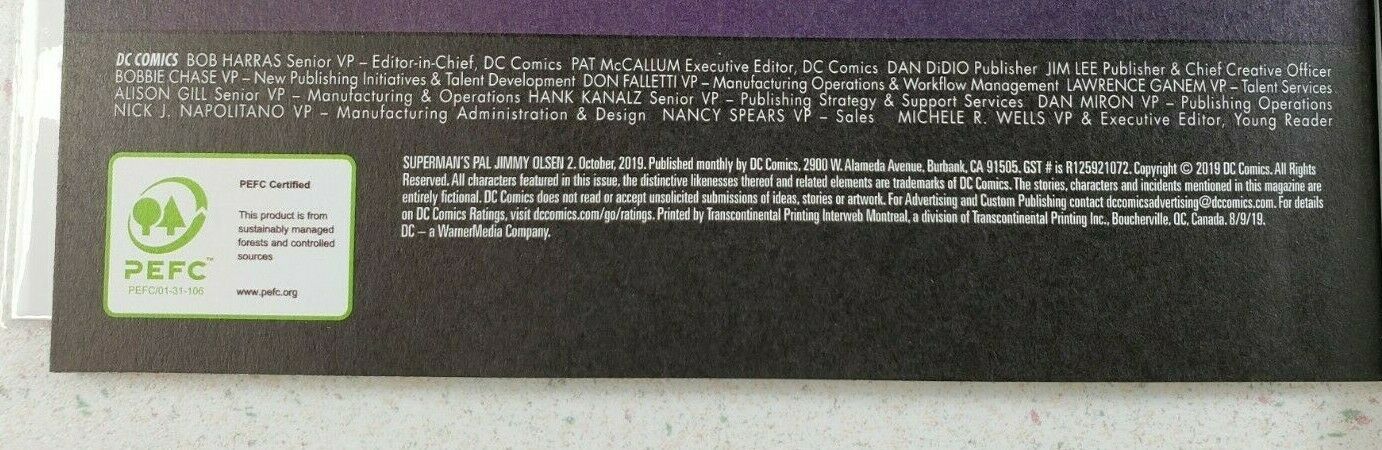 DC COMICS BOB HARRAS Senior VP – Editor-in-Chief, DC Comics PAT McCALLUM Executive Editor, DC Comics DAN DiDIO Publisher JIM LEE Publisher & Chief Creative Officer
BOBBIE CHASE VP – New Publishing Initiatives & Talent Development DON FALLETTI VP – Manufacturing Operations & Workflow Management LAWRENCE GANEM VP – Talent Services
ALISON GILL Senior VP – Manufacturing & Operations HANK KANALZ Senior VP – Publishing Strategy & Support Services DAN MIRON VP – Publishing Operations
NICK J. NAPOLITANO VP – Manufacturing Administration & Design NANCY SPEARS VP – Sales MICHELE R. WELLS VP & Executive Editor, Young Reader
PEFC Certified
This product is from
sustainably managed
forests and controlled
sources
www.pefc.org
PEFC™
PEFC/01-31-106
SUPERMAN'S PAL JIMMY OLSEN 2. October, 2019. Published monthly by DC Comics, 2900 W. Alameda Avenue, Burbank, CA 91505. GST # is R125921072. Copyright © 2019 DC Comics. All Rights
Reserved. All characters featured in this issue, the distinctive likenesses thereof and related elements are trademarks of DC Comics. The stories, characters and incidents mentioned in this magazine are
entirely fictional. DC Comics does not read or accept unsolicited submissions of ideas, stories or artwork. For Advertising and Custom Publishing contact dccomicsadvertising@dccomics.com. For details
on DC Comics Ratings, visit dccomics.com/go/ratings. Printed by Transcontinental Printing Interweb Montreal, a division of Transcontinental Printing Inc., Boucherville, QC, Canada. 8/9/19.
DC – a WarnerMedia Company.